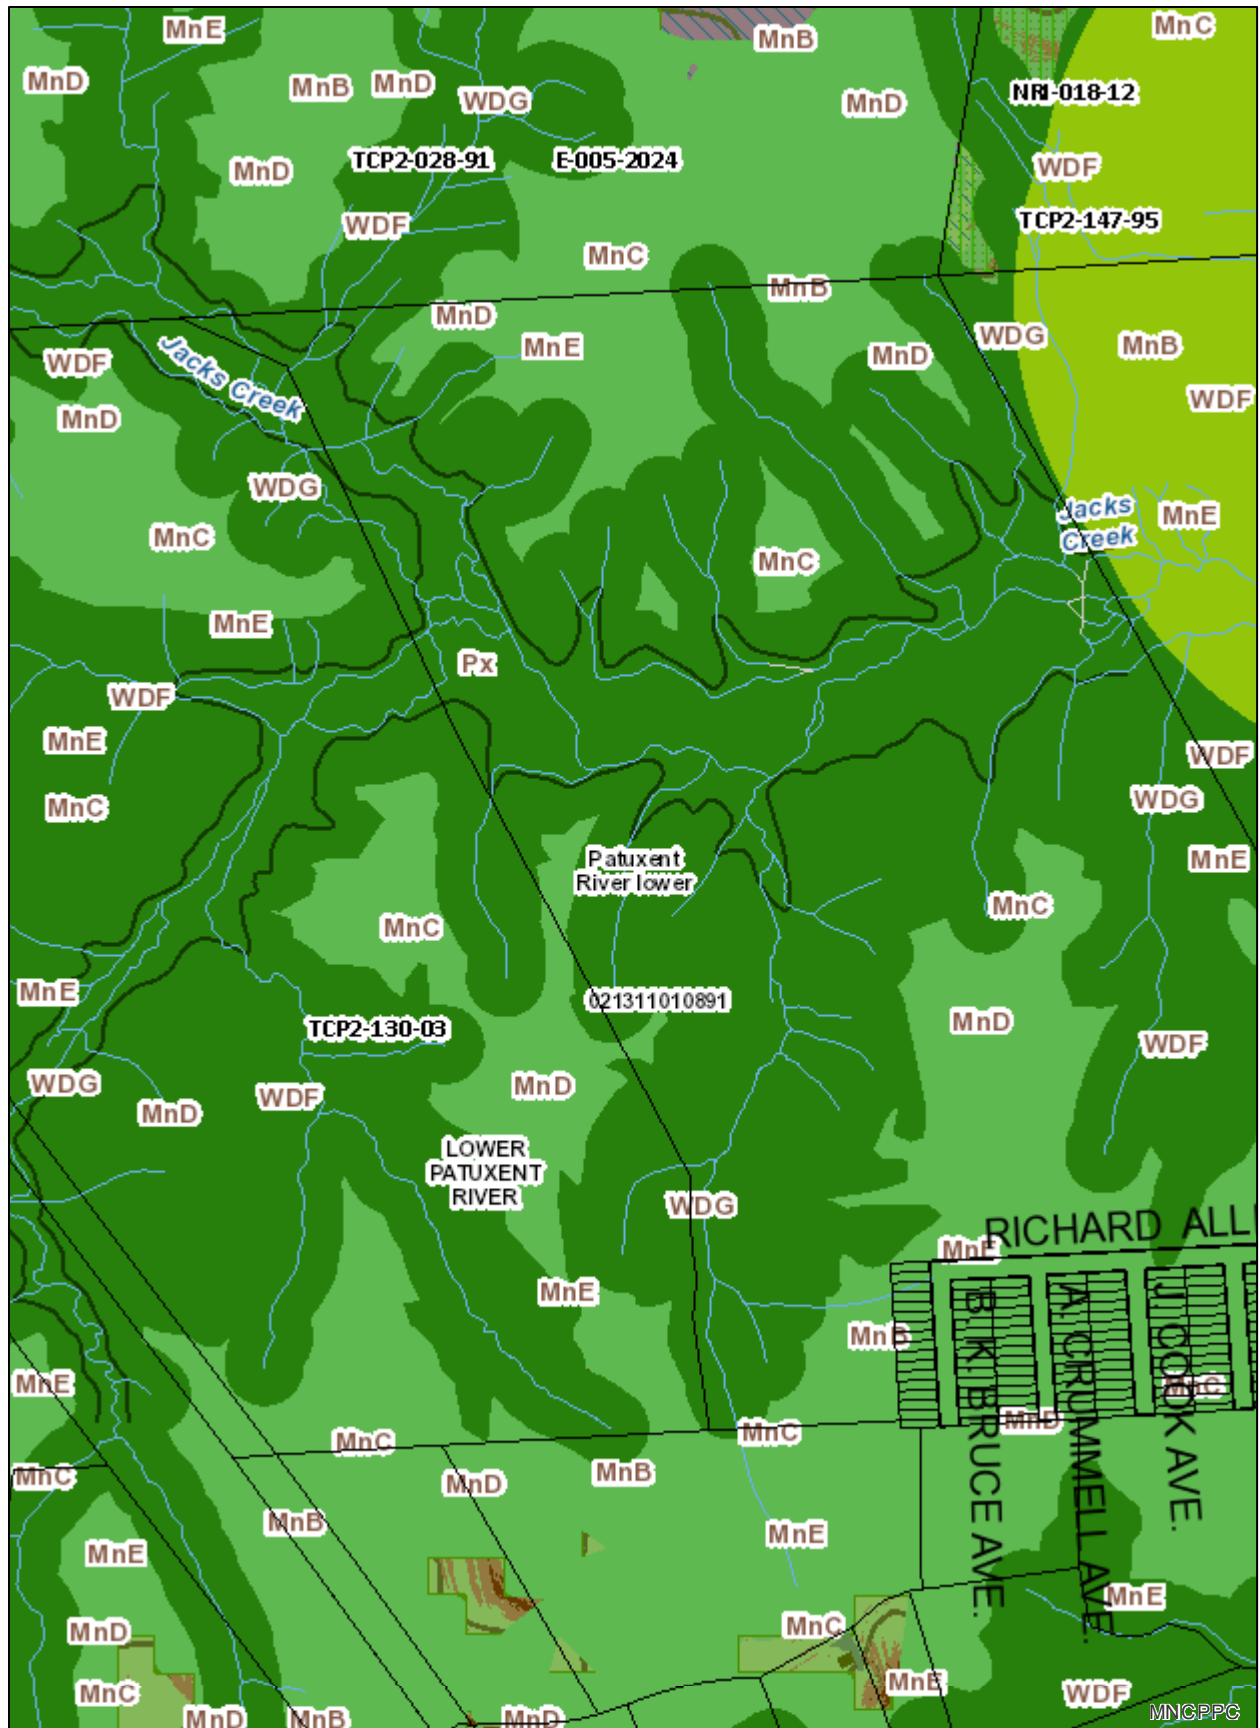 MnE
MnC
MnB
MnD
MnB
MnD
WDG
NRI-018-12
MnD
TCP2-028-91
E-005-2024
MnD
WDF
WDF
TCP2-147-95
MnC
MnB
MnD
WDG
MnE
MnB
MnD
WDF
Jacks Creek
WDF
MnD
WDG
Jacks
Creek
MnE
MnC
MnC
MnE
Px
WDF
MnE
WDF
MnC
WDG
Patuxent
River lower
MnE
MnC
MnC
MnE
021311010891
MnD
TCP2-130-03
WDF
WDG
WDF
MnD
MnD
LOWER
PATUXENT
RIVER
WDG
RICHARD ALL
MnE
MnE
MnB
B. K. BRUCE AVE.
A. CRUMMELL AVE.
J. COOK AVE.
MnE
MnC
MnD
MnC
MnC
MnC
MnB
MnD
MnB
MnE
MnE
MnE
MnC
MnD
MnE
MnC
WDF
MnD
MnB
MnD
MNCPPC